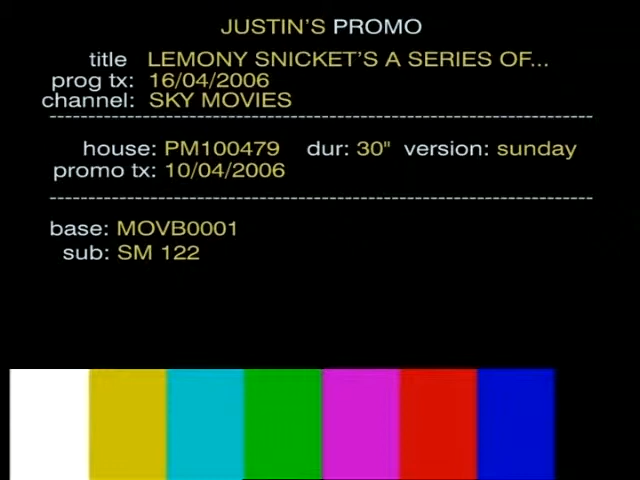 JUSTIN'S PROMO
title LEMONY SNICKET'S A SERIES OF...
prog tx: 16/04/2006
channel: SKY MOVIES
house: PM100479 dur: 30" version: sunday
promo tx: 10/04/2006
base: MOVB0001
sub: SM 122